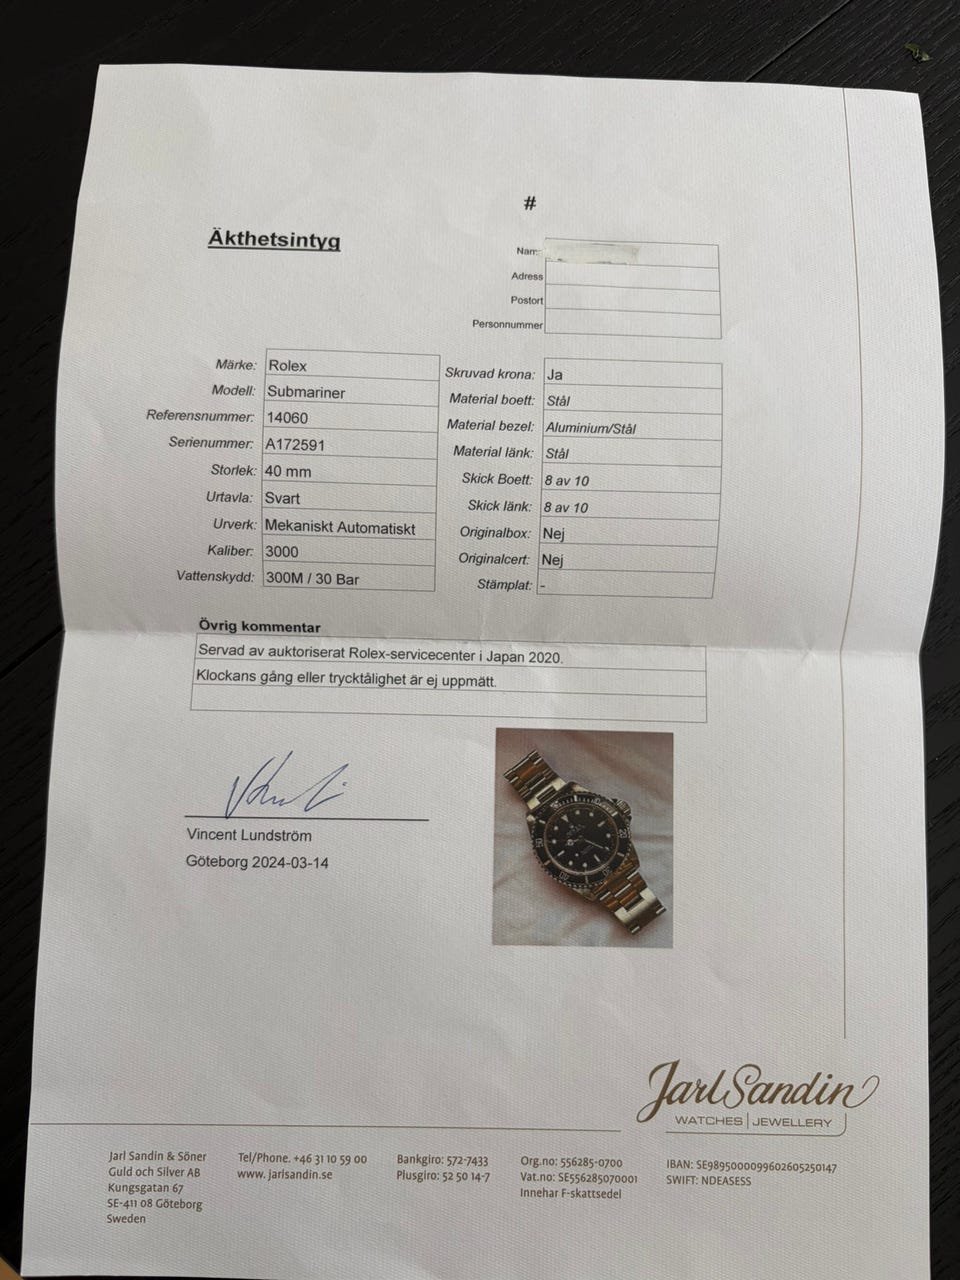 #
Äkthetsintyg
Nam
Adress
Postort
Personnummer
Märke: Rolex
Modell: Submariner
Referensnummer: 14060
Serienummer: A172591
Storlek: 40 mm
Urtavla: Svart
Urverk: Mekaniskt Automatiskt
Kaliber: 3000
Vattenskydd: 300M / 30 Bar
Skruvad krona: Ja
Material boett: Stål
Material bezel: Aluminium/Stål
Material länk: Stål
Skick Boett: 8 av 10
Skick länk: 8 av 10
Originalbox: Nej
Originalcert: Nej
Stämplat: -
Övrig kommentar
Servad av auktoriserat Rolex-servicecenter i Japan 2020.
Klockans gång eller trycktålighet är ej uppmätt.
Vincent Lundström
Göteborg 2024-03-14
Jarl Sandin
WATCHES | JEWELLERY
Jarl Sandin & Söner
Guld och Silver AB
Kungsgatan 67
SE-411 08 Göteborg
Sweden
Tel/Phone. +46 31 10 59 00
www. jarlsandin.se
Bankgiro: 572-7433
Plusgiro: 52 50 14-7
Org.no: 556285-0700
Vat.no: SE556285070001
Innehar F-skattsedel
IBAN: SE9895000099602605250147
SWIFT: NDEASESS